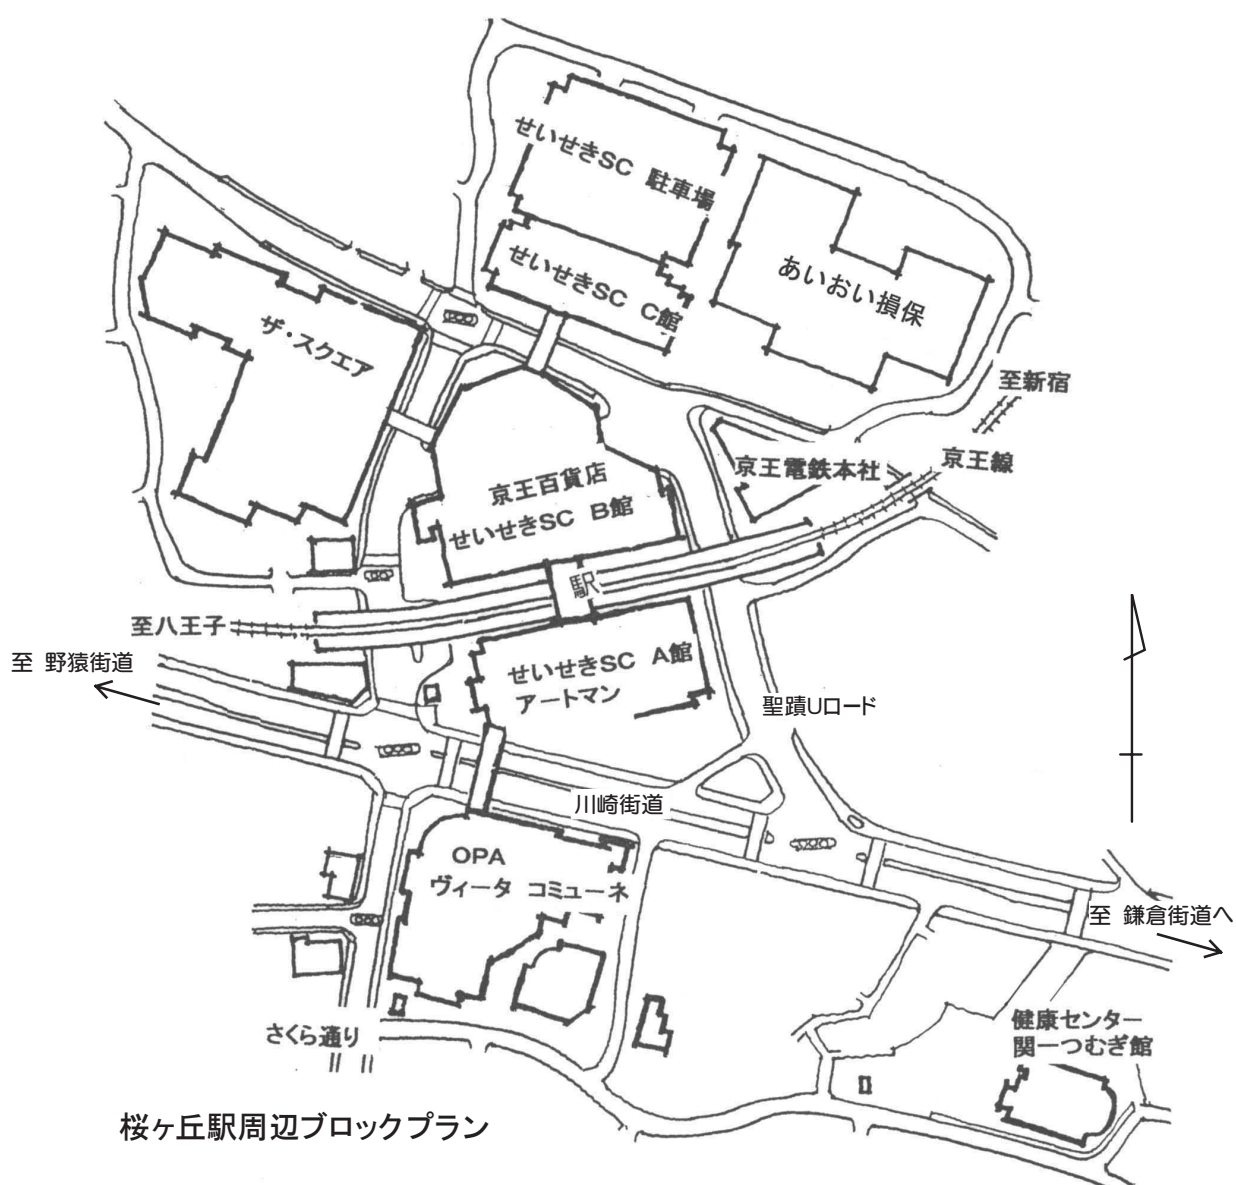 せいせきSC 駐車場
せいせきSC C館
あいおい損保
ザ・スクエア
至新宿
京王線
京王電鉄本社
京王百貨店
せいせきSC B館
駅
至八王子
至 野猿街道
せいせきSC A館
アートマン
聖蹟Uロード
川崎街道
OPA
ヴィータ コミューネ
至 鎌倉街道へ
さくら通り
健康センター
関一つむぎ館
桜ヶ丘駅周辺ブロックプラン